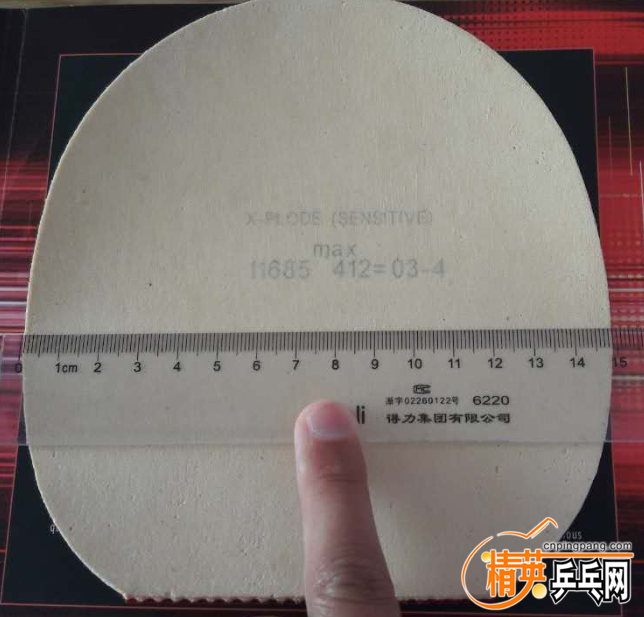 X-PLODE (SENSITIVE)
max
11685 412=03-4
0 1cm 2 3 4 5 6 7 8 9 10 11 12 13 14 15
浙字02260122号 6220
li
得力集团有限公司
cnpingpang.com
精英乒乓网